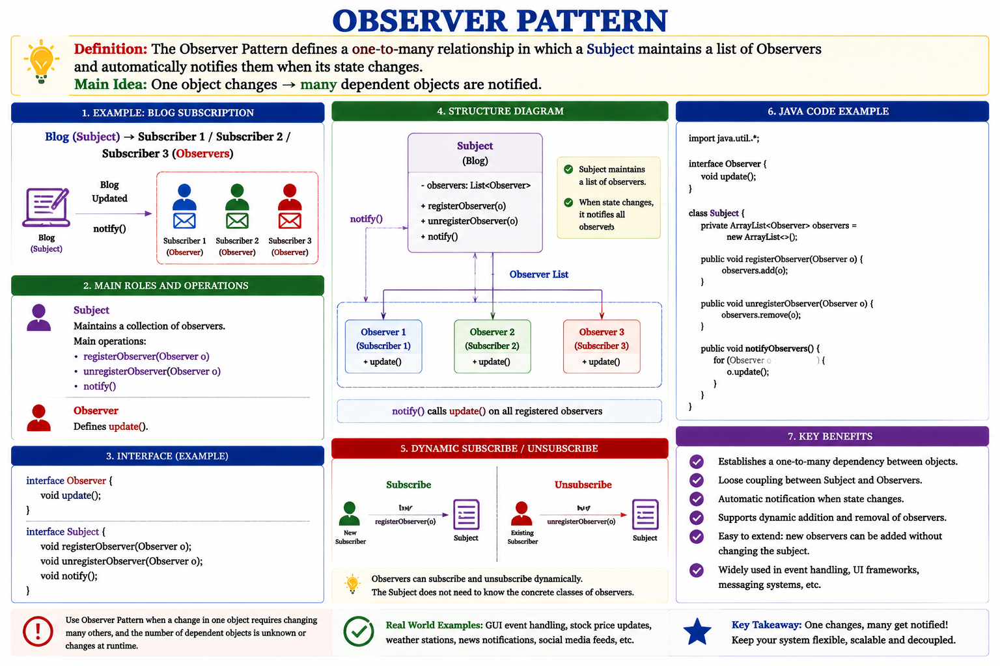 OBSERVER PATTERN
Definition: The Observer Pattern defines a one-to-many relationship in which a Subject maintains a list of Observers
and automatically notifies them when its state changes.
Main Idea: One object changes → many dependent objects are notified.
1. EXAMPLE: BLOG SUBSCRIPTION
Blog (Subject) → Subscriber 1 / Subscriber 2 /
Subscriber 3 (Observers)
Blog
Updated
notify()
Blog
(Subject)
Subscriber 1
(Observer)
Subscriber 2
(Observer)
Subscriber 3
(Observer)
2. MAIN ROLES AND OPERATIONS
Subject
Maintains a collection of observers.
Main operations:
• registerObserver(Observer o)
• unregisterObserver(Observer o)
• notify()
Observer
Defines update().
3. INTERFACE (EXAMPLE)
interface Observer {
void update();
}
interface Subject {
void registerObserver(Observer o);
void unregisterObserver(Observer o);
void notify();
}
4. STRUCTURE DIAGRAM
Subject
(Blog)
- observers: List<Observer>
+ registerObserver(o)
+ unregisterObserver(o)
+ notify()
Subject maintains
a list of observers.
When state changes,
it notifies all
notify()
Observer List
Observer 1
(Subscriber 1)
+ update()
Observer 2
(Subscriber 2)
+ update()
Observer 3
(Subscriber 3)
+ update()
notify() calls update() on all registered observers
5. DYNAMIC SUBSCRIBE / UNSUBSCRIBE
Subscribe
registerObserver(o)
New
Subscriber
Subject
Unsubscribe
unregisterObserver(o)
Existing
Subscriber
Subject
Observers can subscribe and unsubscribe dynamically.
The Subject does not need to know the concrete classes of observers.
6. JAVA CODE EXAMPLE
import java.util.*;
interface Observer {
void update();
}
class Subject {
private ArrayList<Observer> observers =
new ArrayList<>();
public void registerObserver(Observer o) {
observers.add(o);
}
public void unregisterObserver(Observer o) {
observers.remove(o);
}
public void notifyObservers() {
for (Observer o : ) {
o.update();
}
}
}
7. KEY BENEFITS
Establishes a one-to-many dependency between objects.
Loose coupling between Subject and Observers.
Automatic notification when state changes.
Supports dynamic addition and removal of observers.
Easy to extend: new observers can be added without
changing the subject.
Widely used in event handling, UI frameworks,
messaging systems, etc.
Use Observer Pattern when a change in one object requires changing
many others, and the number of dependent objects is unknown or
changes at runtime.
Real World Examples: GUI event handling, stock price updates,
weather stations, news notifications, social media feeds, etc.
Key Takeaway: One changes, many get notified!
Keep your system flexible, scalable and decoupled.